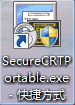 SecureCRTP
ortable.exe
- 快捷方式